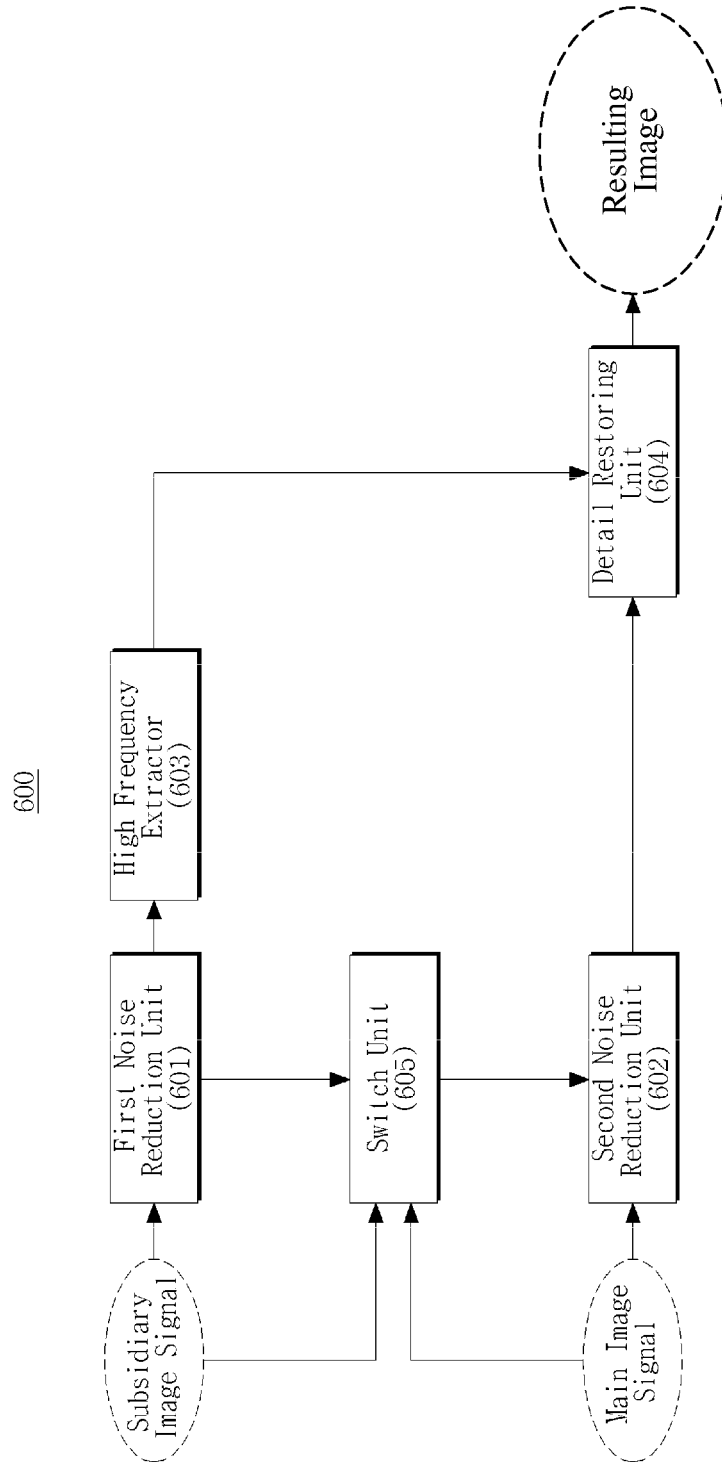 600
Subsidiary
Image Signal
First Noise
Reduction Unit
(601)
High Frequency
Extractor
(603)
Switch Unit
(605)
Main Image
Signal
Second Noise
Reduction Unit
(602)
Detail Restoring
Unit
(604)
Resulting
Image